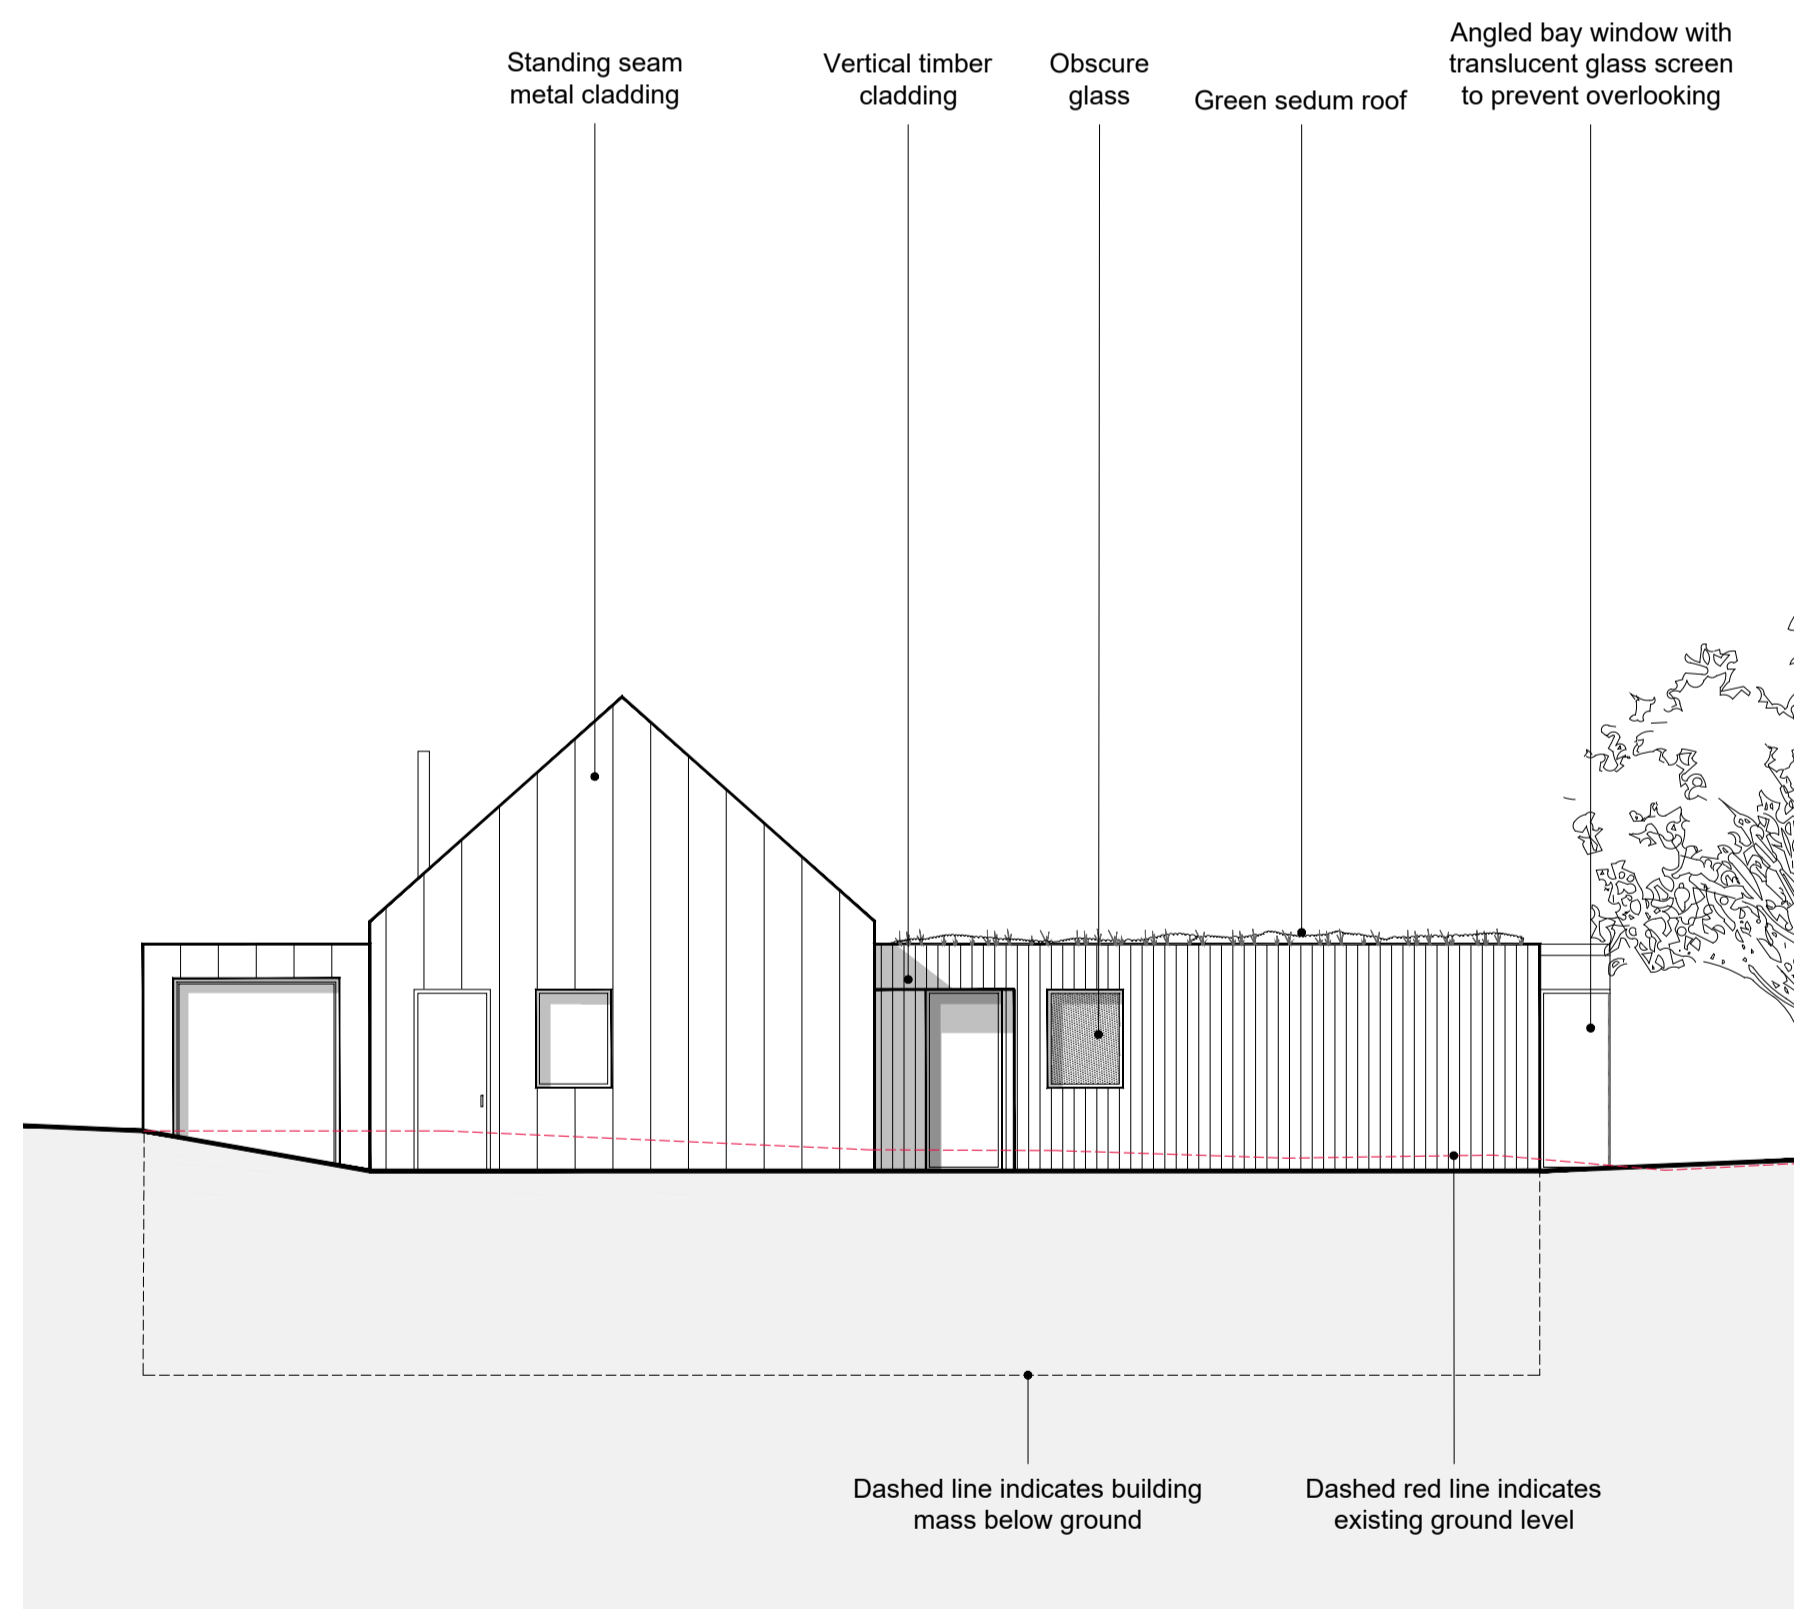 Standing seam
metal cladding
Vertical timber
cladding
Obscure
glass
Green sedum roof
Angled bay window with
translucent glass screen
to prevent overlooking
Dashed line indicates building
mass below ground
Dashed red line indicates
existing ground level